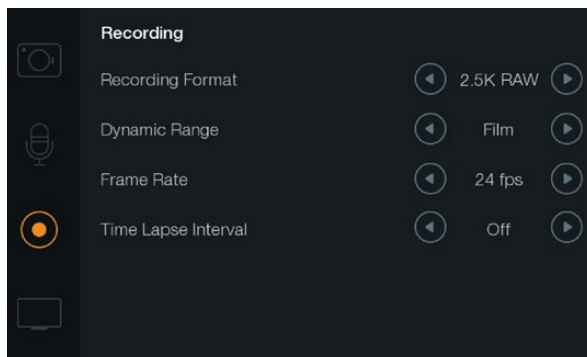 Recording
Recording Format 2.5K RAW
Dynamic Range Film
Frame Rate 24 fps
Time Lapse Interval Off